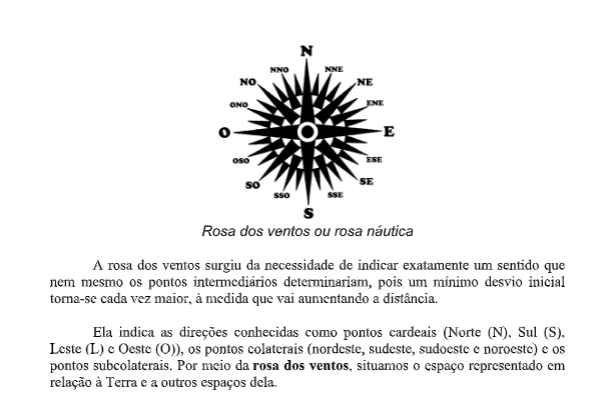 N
NNO NNE
NO NE
ONO ENE
O E
OSO ESE
SO SE
SSO SSE
S
Rosa dos ventos ou rosa náutica
A rosa dos ventos surgiu da necessidade de indicar exatamente um sentido que
nem mesmo os pontos intermediários determinariam, pois um mínimo desvio inicial
torna-se cada vez maior, à medida que vai aumentando a distância.
Ela indica as direções conhecidas como pontos cardeais (Norte (N), Sul (S),
Leste (L) e Oeste (O)), os pontos colaterais (nordeste, sudeste, sudoeste e noroeste) e os
pontos subcolaterais. Por meio da rosa dos ventos, situamos o espaço representado em
relação à Terra e a outros espaços dela.